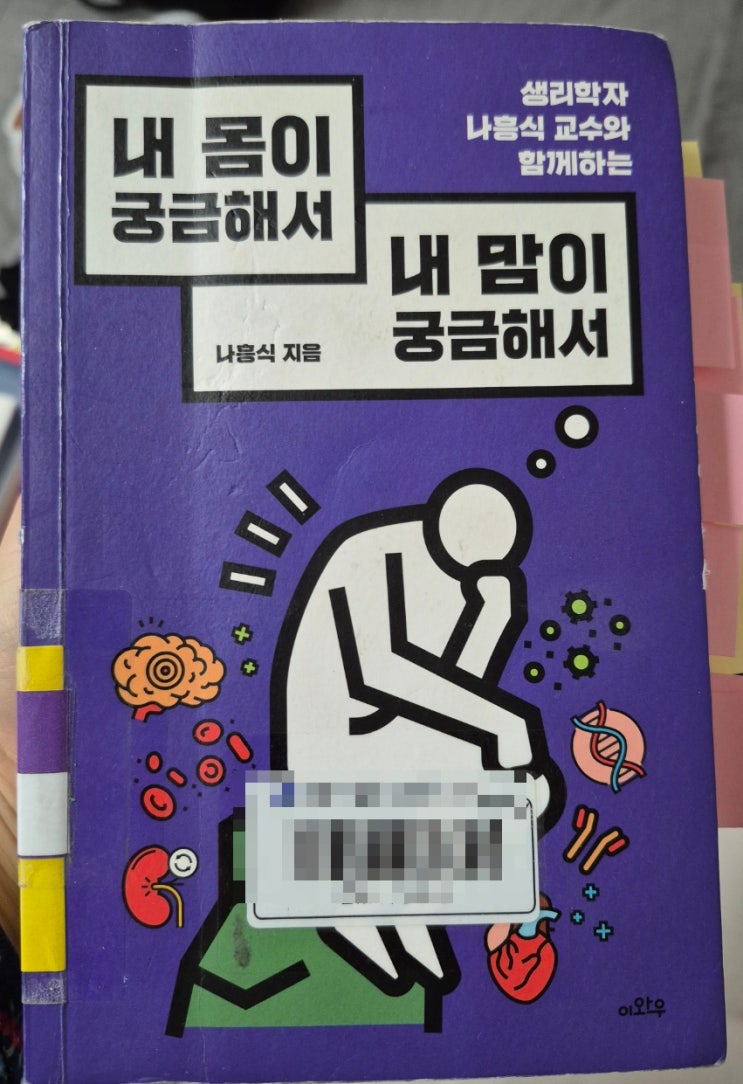 생리학자
나흥식 교수와
함께하는
내 몸이
궁금해서
내 맘이
궁금해서
나흥식 지음
이와우